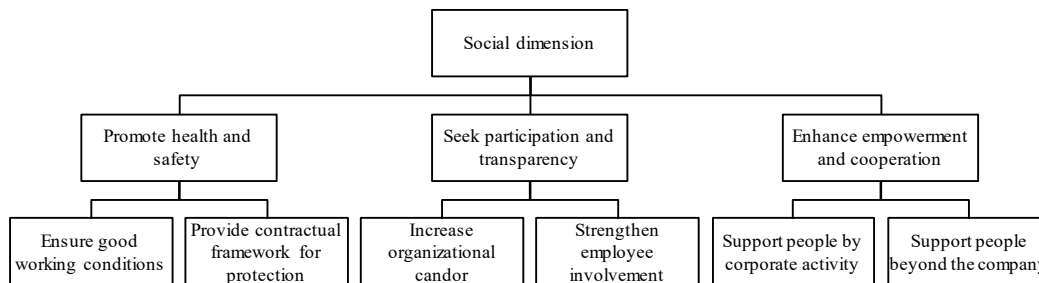 Social dimension
Promote health and
safety
Seek participation and
transparency
Enhance empowerment
and cooperation
Ensure good
working conditions
Provide contractual
framework for
protection
Increase
organizational
candor
Strengthen
employee
involvement
Support people by
corporate activity
Support people
beyond the company